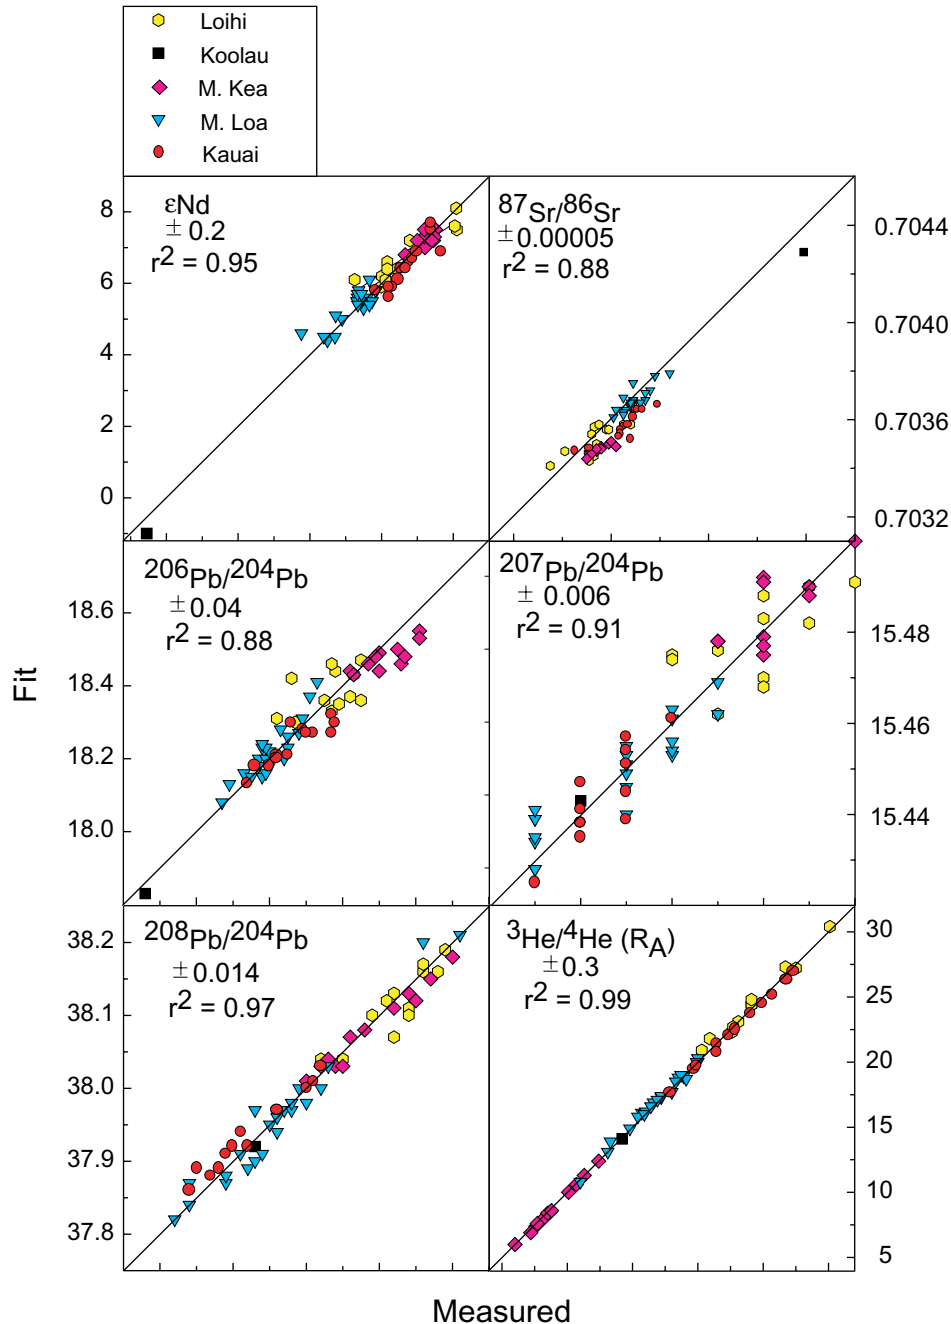 Loihi
Koolau
M. Kea
M. Loa
Kauai
εNd
±0.2
r² = 0.95
8
6
4
2
0
⁸⁷Sr/⁸⁶Sr
±0.00005
r² = 0.88
0.7044
0.7040
0.7036
0.7032
²⁰⁶Pb/²⁰⁴Pb
±0.04
r² = 0.88
18.6
18.4
18.2
18.0
²⁰⁷Pb/²⁰⁴Pb
± 0.006
r² = 0.91
15.48
15.46
15.44
Fit
²⁰⁸Pb/²⁰⁴Pb
±0.014
r² = 0.97
38.2
38.1
38.0
37.9
37.8
³He/⁴He (R_A)
±0.3
r² = 0.99
30
25
20
15
10
5
Measured